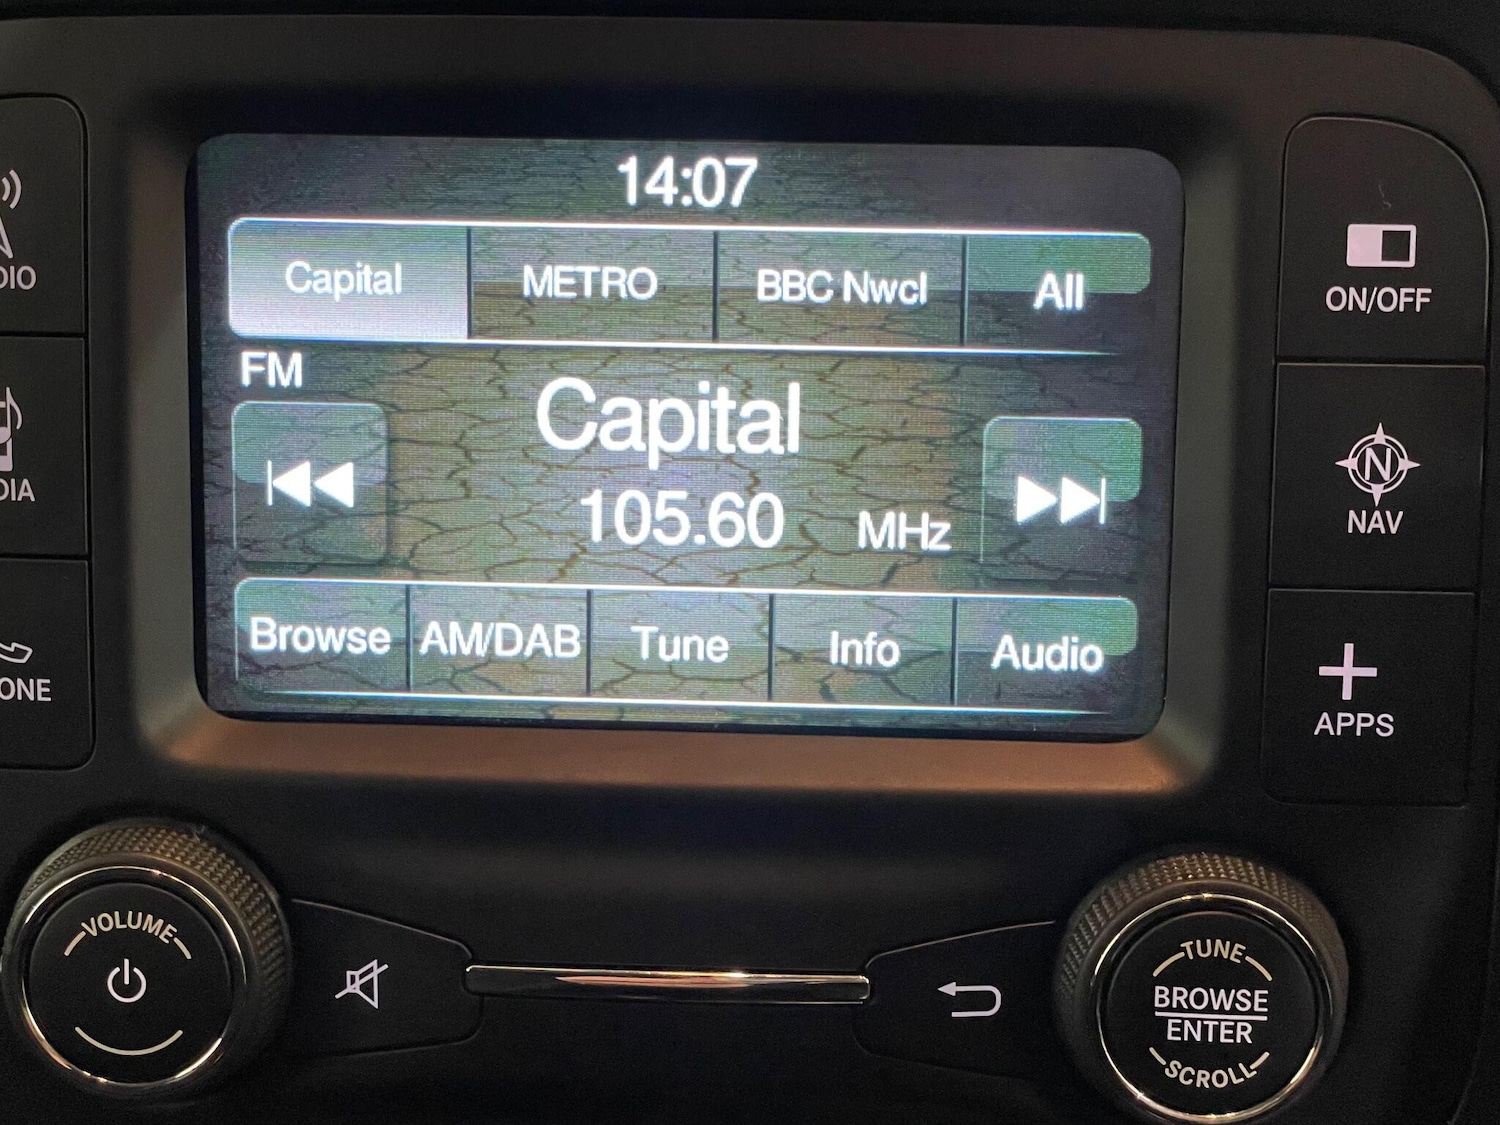 14:07
Capital METRO BBC Nwcl All
FM
Capital
105.60 MHz
Browse AM/DAB Tune Info Audio
ON/OFF
NAV
APPS
VOLUME
TUNE
BROWSE
ENTER
SCROLL